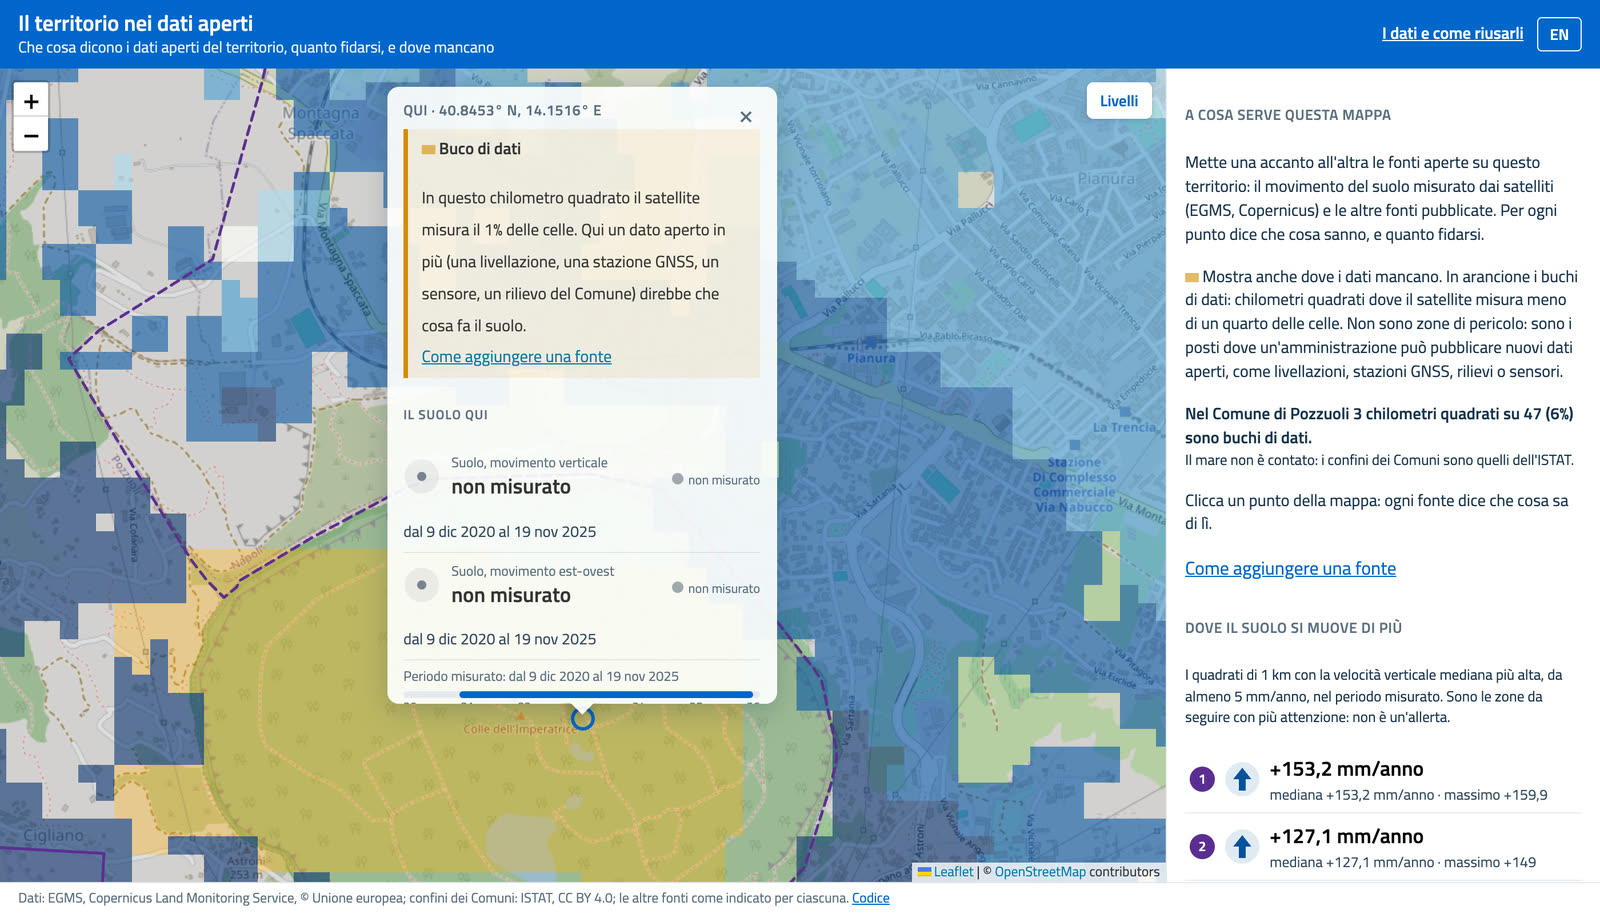 Il territorio nei dati aperti
Che cosa dicono i dati aperti del territorio, quanto fidarsi, e dove mancano
I dati e come riusarli
EN
+
−
Livelli
QUI · 40.8453° N, 14.1516° E
×
Buco di dati
In questo chilometro quadrato il satellite
misura il 1% delle celle. Qui un dato aperto in
più (una livellazione, una stazione GNSS, un
sensore, un rilievo del Comune) direbbe che
cosa fa il suolo.
Come aggiungere una fonte
IL SUOLO QUI
Suolo, movimento verticale
non misurato
non misurato
dal 9 dic 2020 al 19 nov 2025
Suolo, movimento est-ovest
non misurato
non misurato
dal 9 dic 2020 al 19 nov 2025
Periodo misurato: dal 9 dic 2020 al 19 nov 2025
Montagna
Spaccata
Via Montagna Spaccata
Pianura
Via Pallucci
Via Pablo Picasso
Pianura
La Trencia
Stazione
Di Complesso
Commerciale
Via Nabucco
Via Sartania
Colle dell'Imperatrice
Cigliano
Astroni
253 m
Leaflet | © OpenStreetMap contributors
A COSA SERVE QUESTA MAPPA
Mette una accanto all'altra le fonti aperte su questo
territorio: il movimento del suolo misurato dai satelliti
(EGMS, Copernicus) e le altre fonti pubblicate. Per ogni
punto dice che cosa sanno, e quanto fidarsi.
Mostra anche dove i dati mancano. In arancione i buchi
di dati: chilometri quadrati dove il satellite misura meno
di un quarto delle celle. Non sono zone di pericolo: sono i
posti dove un'amministrazione può pubblicare nuovi dati
aperti, come livellazioni, stazioni GNSS, rilievi o sensori.
Nel Comune di Pozzuoli 3 chilometri quadrati su 47 (6%)
sono buchi di dati.
Il mare non è contato: i confini dei Comuni sono quelli dell'ISTAT.
Clicca un punto della mappa: ogni fonte dice che cosa sa
di lì.
Come aggiungere una fonte
DOVE IL SUOLO SI MUOVE DI PIÙ
I quadrati di 1 km con la velocità verticale mediana più alta, da
almeno 5 mm/anno, nel periodo misurato. Sono le zone da
seguire con più attenzione: non è un'allerta.
1
+153,2 mm/anno
mediana +153,2 mm/anno · massimo +159,9
2
+127,1 mm/anno
mediana +127,1 mm/anno · massimo +149
Dati: EGMS, Copernicus Land Monitoring Service, © Unione europea; confini dei Comuni: ISTAT, CC BY 4.0; le altre fonti come indicato per ciascuna. Codice